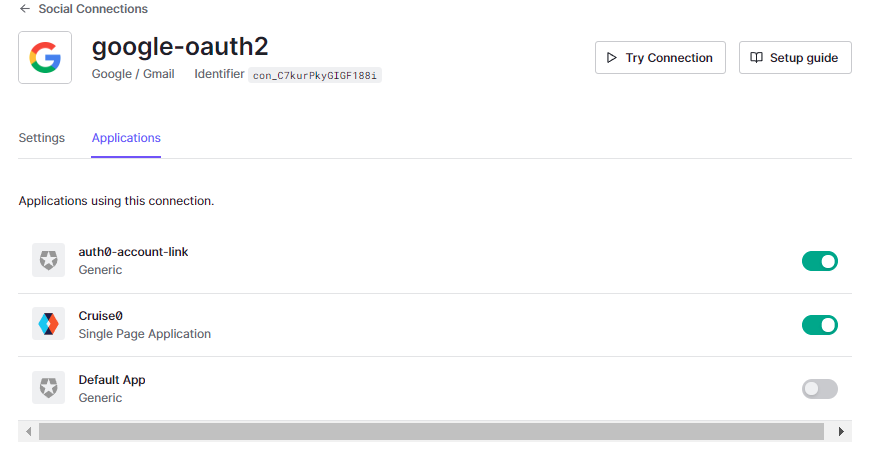 ← Social Connections
google-oauth2
Google / Gmail Identifier con_C7kurPkyGIGF188i
Try Connection
Setup guide
Settings Applications
Applications using this connection.
auth0-account-link
Generic
Cruise0
Single Page Application
Default App
Generic